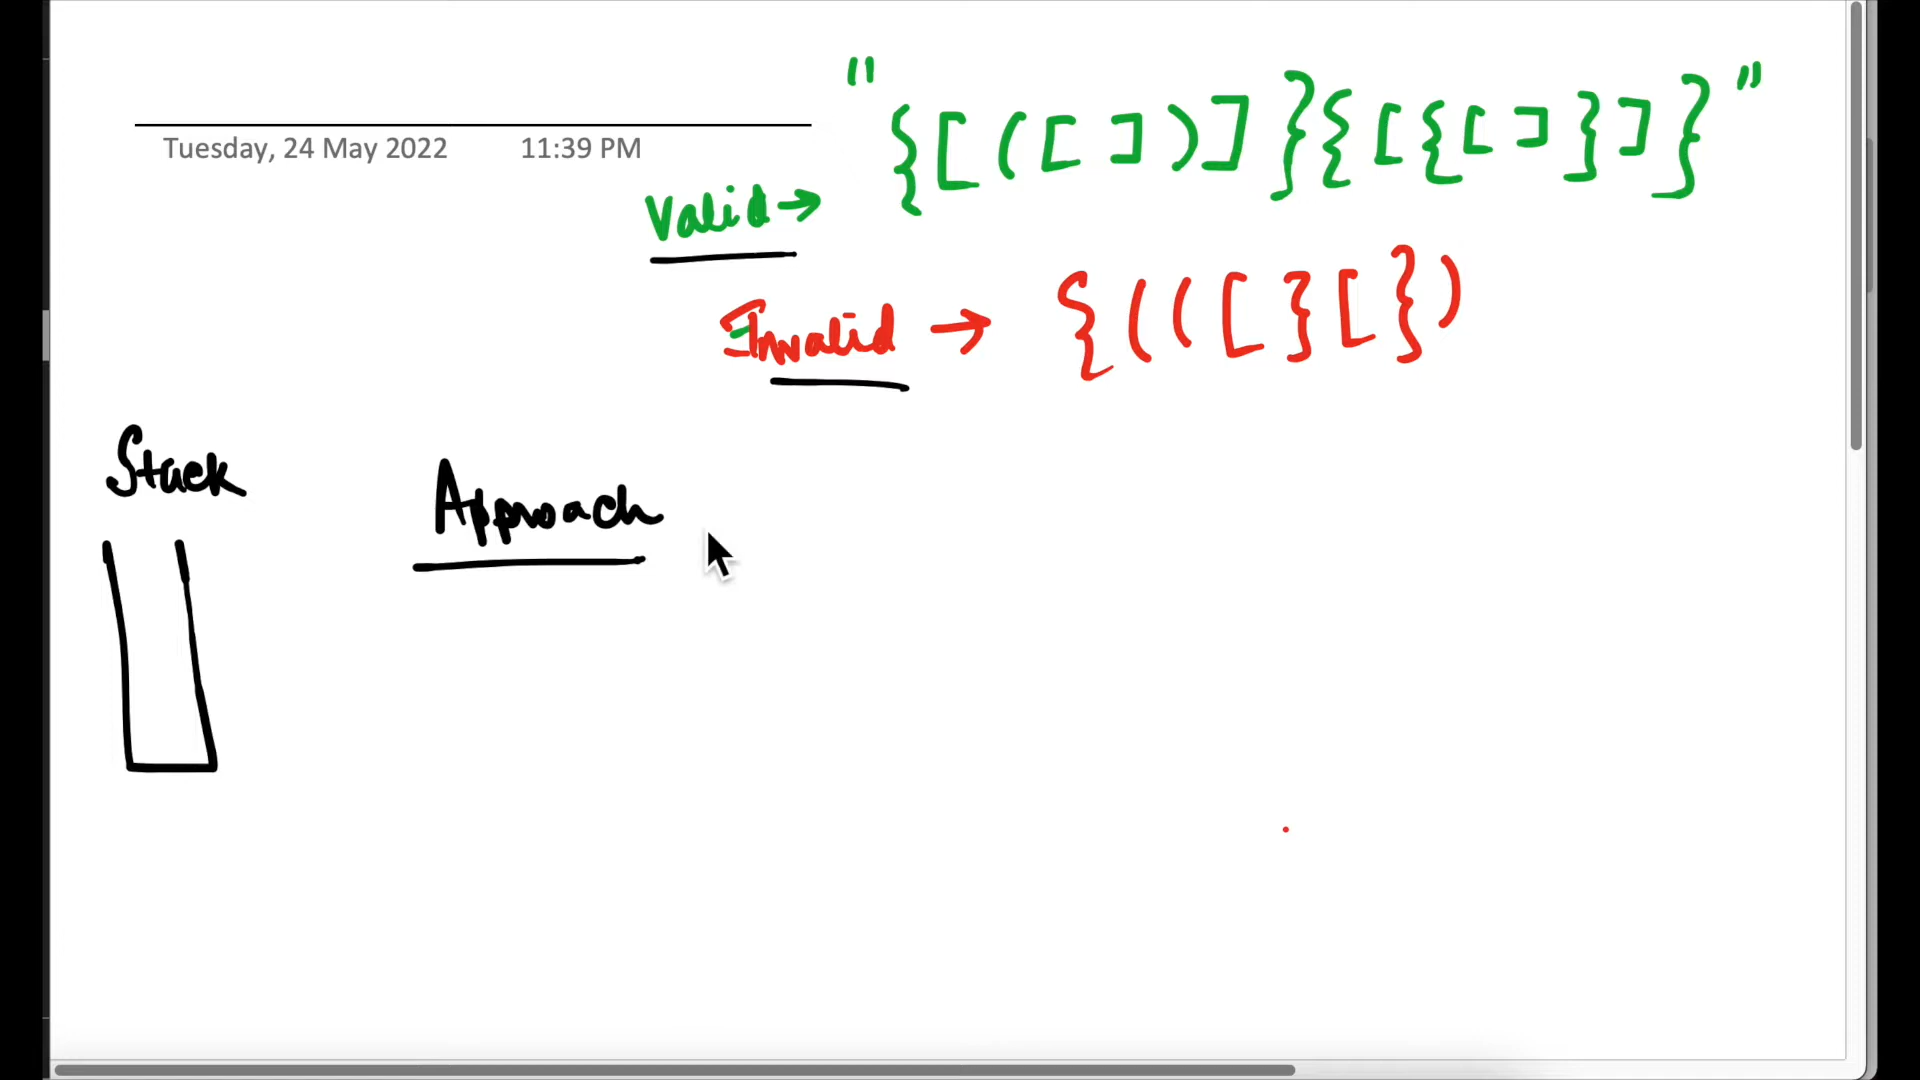 "{[([])]}{[{[]}]}"
Tuesday, 24 May 2022 11:39 PM
Valid →
Invalid → {(([}[})
Stack
Approach